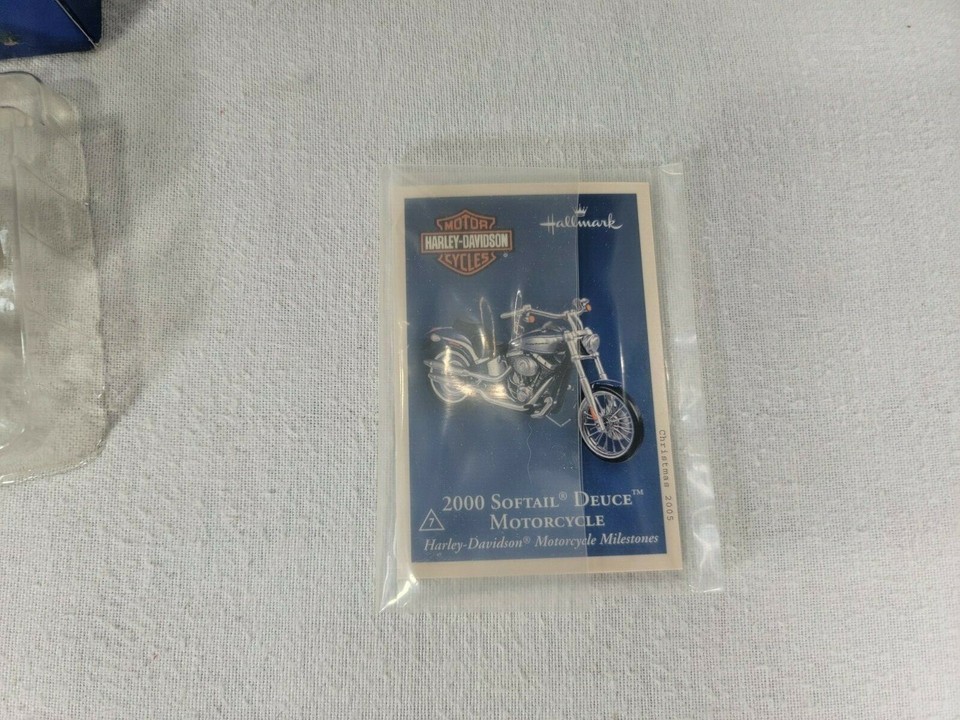 MOTOR
HARLEY-DAVIDSON
CYCLES
®
Hallmark
Christmas 2005
2000 SOFTAIL® DEUCE™
MOTORCYCLE
7
Harley-Davidson® Motorcycle Milestones